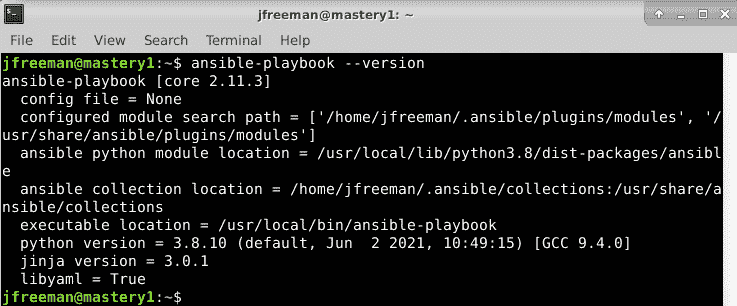 jfreeman@mastery1: ~
File Edit View Search Terminal Help
jfreeman@mastery1:~$ ansible-playbook --version
ansible-playbook [core 2.11.3]
  config file = None
  configured module search path = ['/home/jfreeman/.ansible/plugins/modules', '/
usr/share/ansible/plugins/modules']
  ansible python module location = /usr/local/lib/python3.8/dist-packages/ansibl
e
  ansible collection location = /home/jfreeman/.ansible/collections:/usr/share/a
nsible/collections
  executable location = /usr/local/bin/ansible-playbook
  python version = 3.8.10 (default, Jun  2 2021, 10:49:15) [GCC 9.4.0]
  jinja version = 3.0.1
  libyaml = True
jfreeman@mastery1:~$